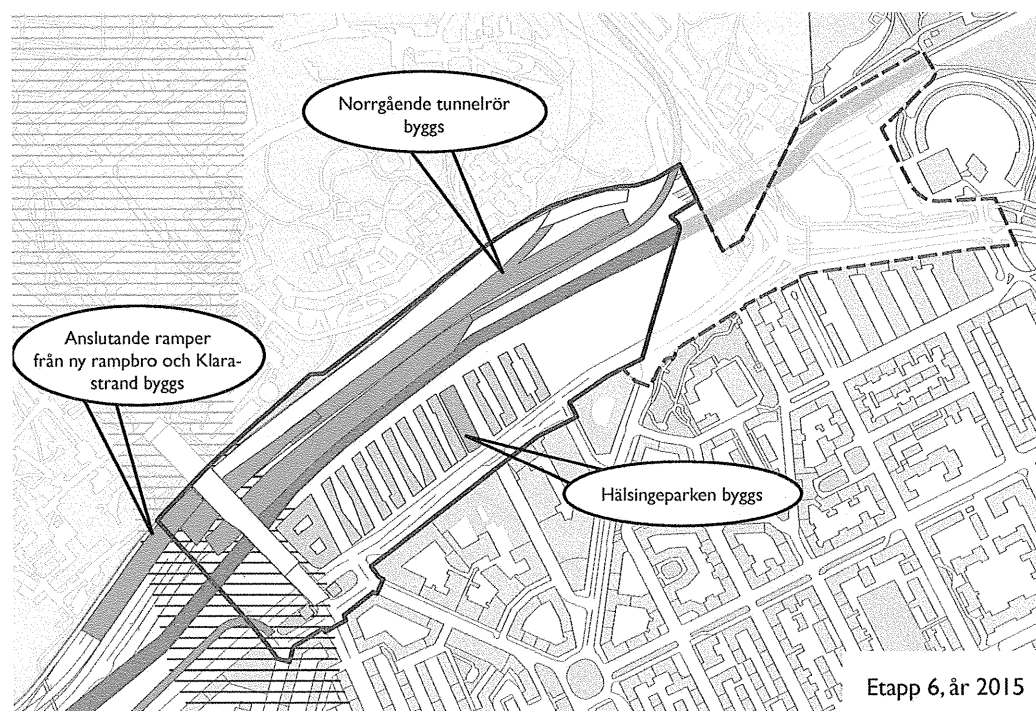 Norrgående tunnelrör
byggs
Anslutande ramper
från ny rampbro och Klara-
strand byggs
Hälsingeparken byggs
Etapp 6, år 2015